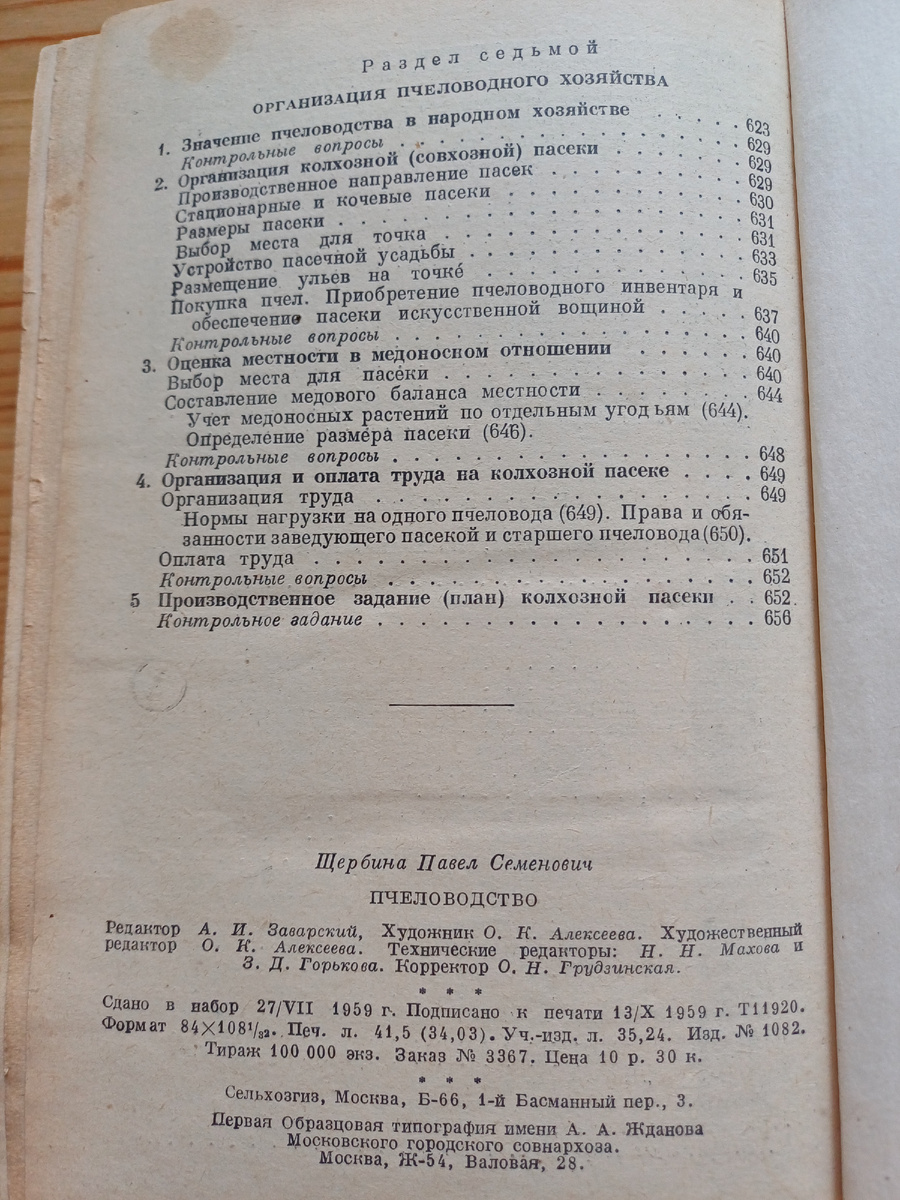 Раздел седьмой
ОРГАНИЗАЦИЯ ПЧЕЛОВОДНОГО ХОЗЯЙСТВА
1. Значение пчеловодства в народном хозяйстве . . . . . 623
Контрольные вопросы . . . . . . . . . . . . . . . . 629
2. Организация колхозной (совхозной) пасеки . . . . . . 629
Производственное направление пасек . . . . . . . . . 629
Стационарные и кочевые пасеки . . . . . . . . . . . 630
Размеры пасеки . . . . . . . . . . . . . . . . . . 631
Выбор места для точка . . . . . . . . . . . . . . . 631
Устройство пасечной усадьбы . . . . . . . . . . . . 633
Размещение ульев на точке . . . . . . . . . . . . . 635
Покупка пчел. Приобретение пчеловодного инвентаря и
обеспечение пасеки искусственной вощиной . . . . . 637
Контрольные вопросы . . . . . . . . . . . . . . . . 640
3. Оценка местности в медоносном отношении . . . . . . 640
Выбор места для пасеки . . . . . . . . . . . . . . . 640
Составление медового баланса местности . . . . . . . 644
Учет медоносных растений по отдельным угодьям (644).
Определение размера пасеки (646).
Контрольные вопросы . . . . . . . . . . . . . . . . 648
4. Организация и оплата труда на колхозной пасеке . . . . 649
Организация труда . . . . . . . . . . . . . . . . . 649
Нормы нагрузки на одного пчеловода (649). Права и обя-
занности заведующего пасекой и старшего пчеловода (650).
Оплата труда . . . . . . . . . . . . . . . . . . . 651
Контрольные вопросы . . . . . . . . . . . . . . . . 652
5 Производственное задание (план) колхозной пасеки . . 652
Контрольное задание . . . . . . . . . . . . . . . . 656
Щербина Павел Семенович
ПЧЕЛОВОДСТВО
Редактор А. И. Заварский, Художник О. К. Алексеева. Художественный
редактор О. К. Алексеева. Технические редакторы: Н. Н. Махова и
З. Д. Горькова. Корректор О. Н. Грудзинская.
* * *
Сдано в набор 27/VII 1959 г. Подписано к печати 13/X 1959 г. Т11920.
Формат 84×108¹/₃₂. Печ. л. 41,5 (34,03). Уч.-изд. л. 35,24. Изд. № 1082.
Тираж 100 000 экз. Заказ № 3367. Цена 10 р. 30 к.
* * *
Сельхозгиз, Москва, Б-66, 1-й Басманный пер., 3.
Первая Образцовая типография имени А. А. Жданова
Московского городского совнархоза.
Москва, Ж-54, Валовая, 28.